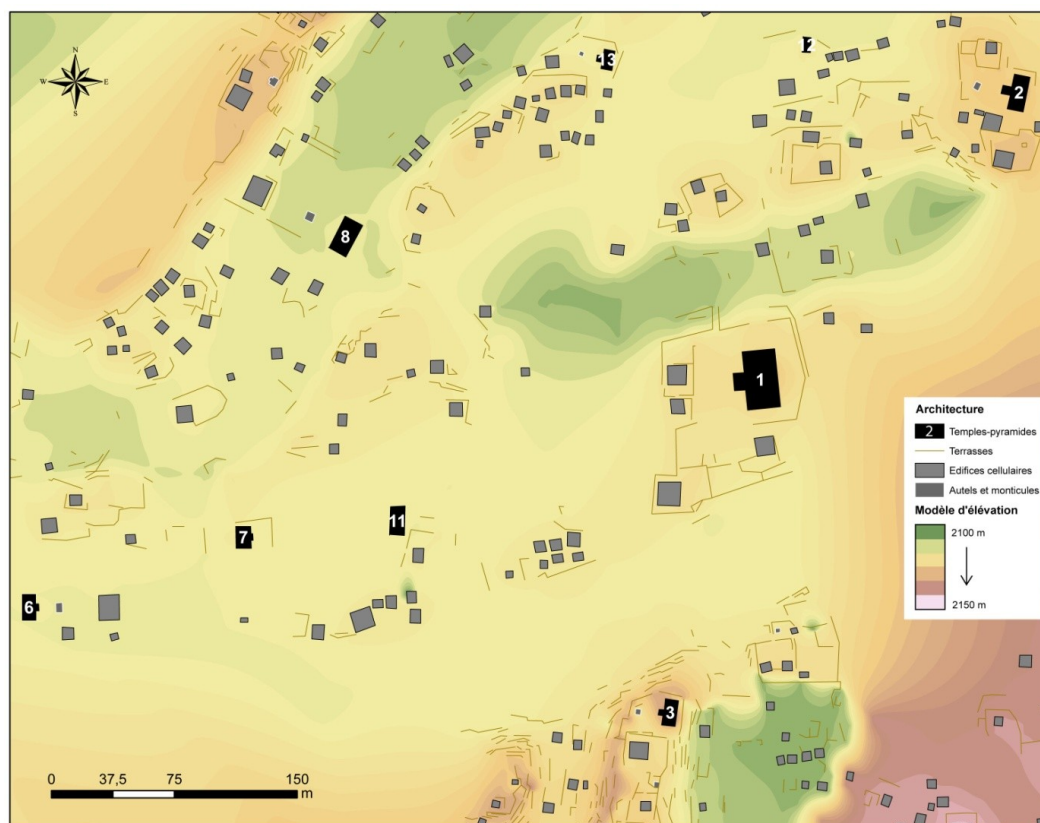 N
W E
S
13
12
2
8
1
Architecture
2 Temples-pyramides
Terrasses
Edifices cellulaires
Autels et monticules
Modèle d'élévation
2100 m
2150 m
11
7
6
3
0 37,5 75 150
m